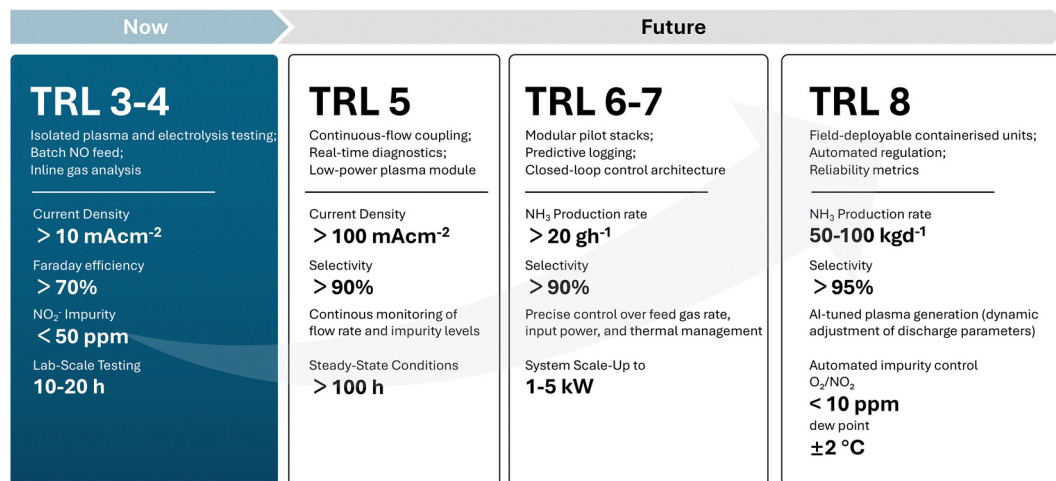 Now
Future
TRL 3-4
Isolated plasma and electrolysis testing;
Batch NO feed;
Inline gas analysis
Current Density
> 10 mAcm⁻²
Faraday efficiency
> 70%
NO₂⁻ Impurity
< 50 ppm
Lab-Scale Testing
10-20 h
TRL 5
Continuous-flow coupling;
Real-time diagnostics;
Low-power plasma module
Current Density
> 100 mAcm⁻²
Selectivity
> 90%
Continous monitoring of
flow rate and impurity levels
Steady-State Conditions
> 100 h
TRL 6-7
Modular pilot stacks;
Predictive logging;
Closed-loop control architecture
NH₃ Production rate
> 20 gh⁻¹
Selectivity
> 90%
Precise control over feed gas rate,
input power, and thermal management
System Scale-Up to
1-5 kW
TRL 8
Field-deployable containerised units;
Automated regulation;
Reliability metrics
NH₃ Production rate
50-100 kgd⁻¹
Selectivity
> 95%
AI-tuned plasma generation (dynamic
adjustment of discharge parameters)
Automated impurity control
O₂/NO₂
< 10 ppm
dew point
±2 °C